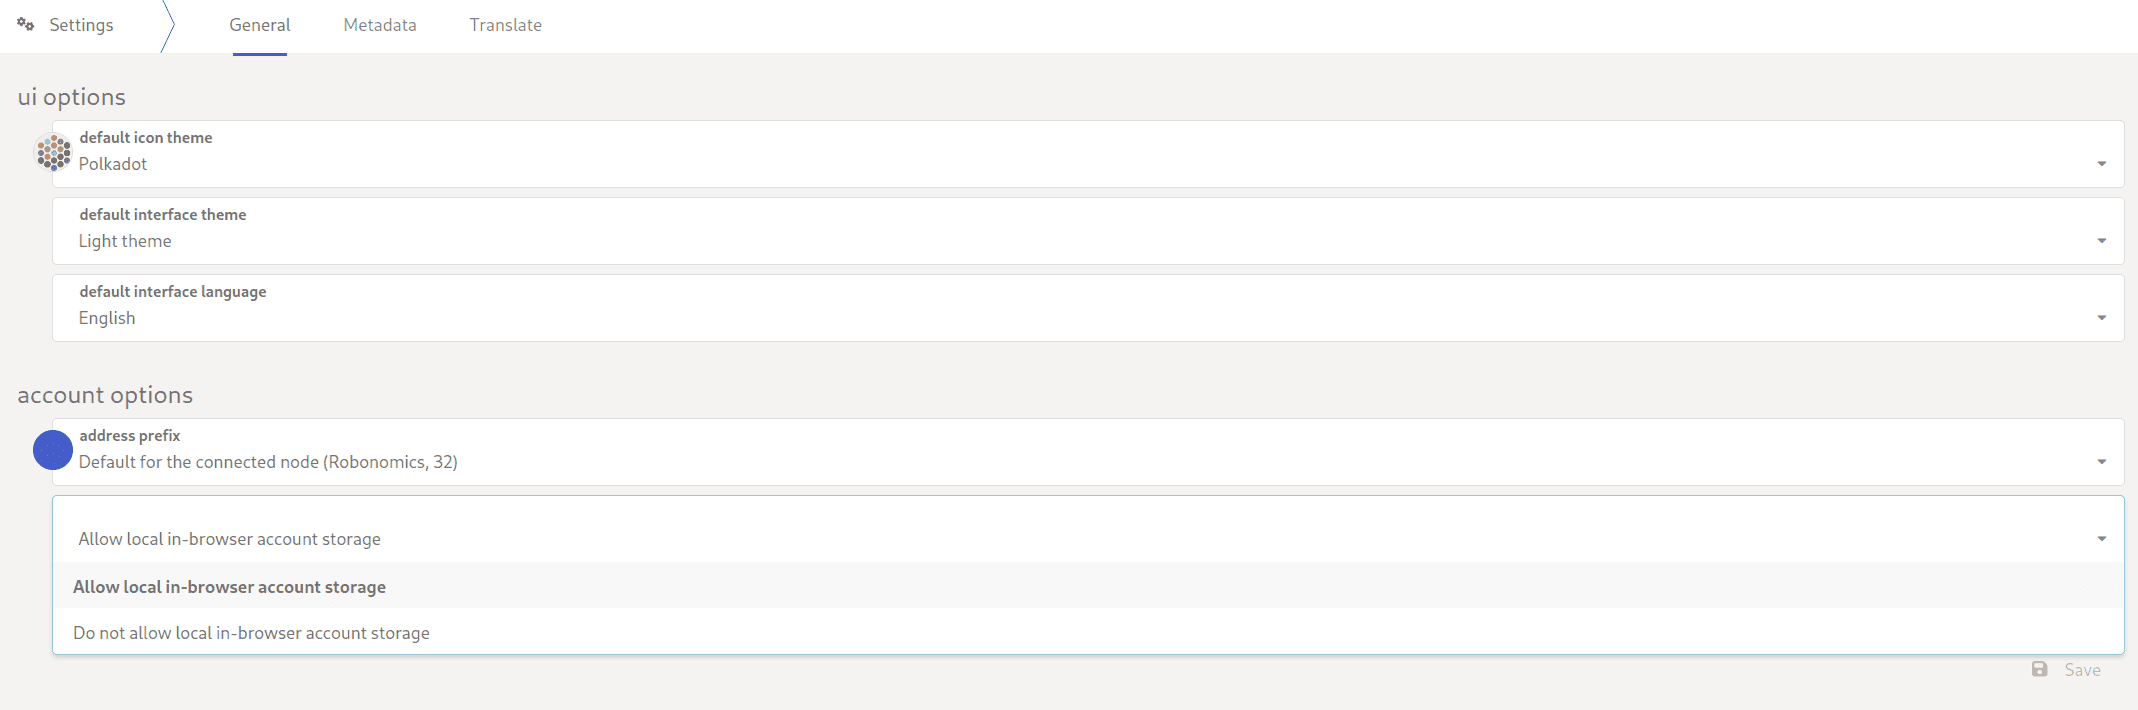 Settings
General
Metadata
Translate
ui options
default icon theme
Polkadot
default interface theme
Light theme
default interface language
English
account options
address prefix
Default for the connected node (Robonomics, 32)
Allow local in-browser account storage
Allow local in-browser account storage
Do not allow local in-browser account storage
Save